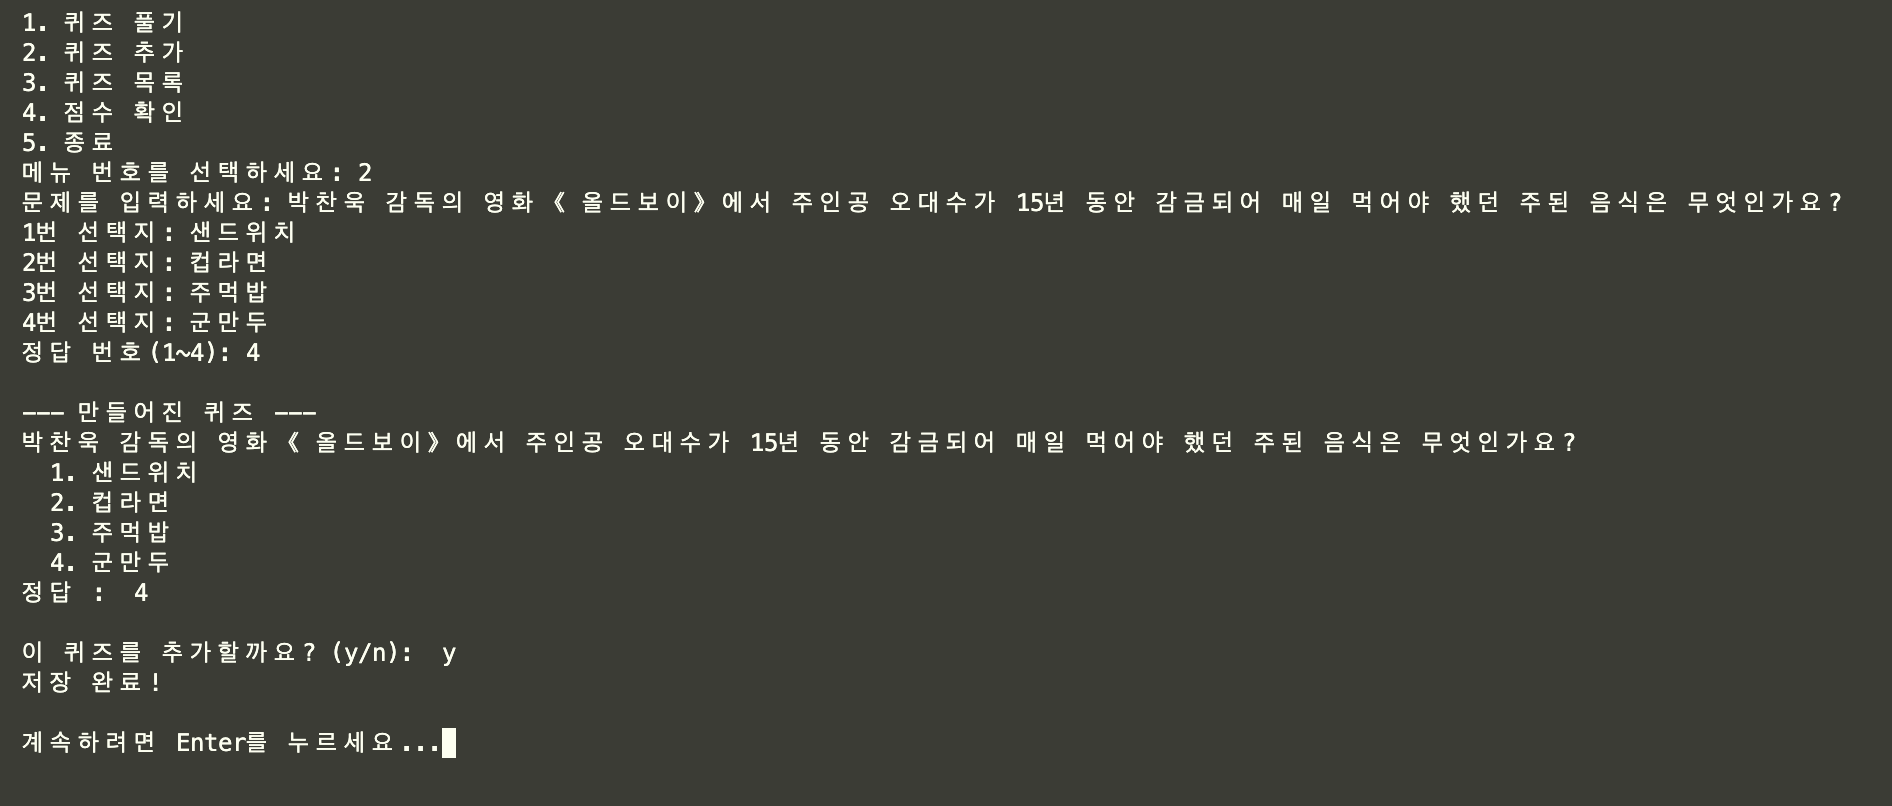 1. 퀴즈 풀기
2. 퀴즈 추가
3. 퀴즈 목록
4. 점수 확인
5. 종료
메뉴 번호를 선택하세요: 2
문제를 입력하세요: 박찬욱 감독의 영화 《올드보이》에서 주인공 오대수가 15년 동안 감금되어 매일 먹어야 했던 주된 음식은 무엇인가요?
1번 선택지: 샌드위치
2번 선택지: 컵라면
3번 선택지: 주먹밥
4번 선택지: 군만두
정답 번호(1~4): 4
--- 만들어진 퀴즈 ---
박찬욱 감독의 영화 《올드보이》에서 주인공 오대수가 15년 동안 감금되어 매일 먹어야 했던 주된 음식은 무엇인가요?
1. 샌드위치
2. 컵라면
3. 주먹밥
4. 군만두
정답 : 4
이 퀴즈를 추가할까요? (y/n): y
저장 완료!
계속하려면 Enter를 누르세요...